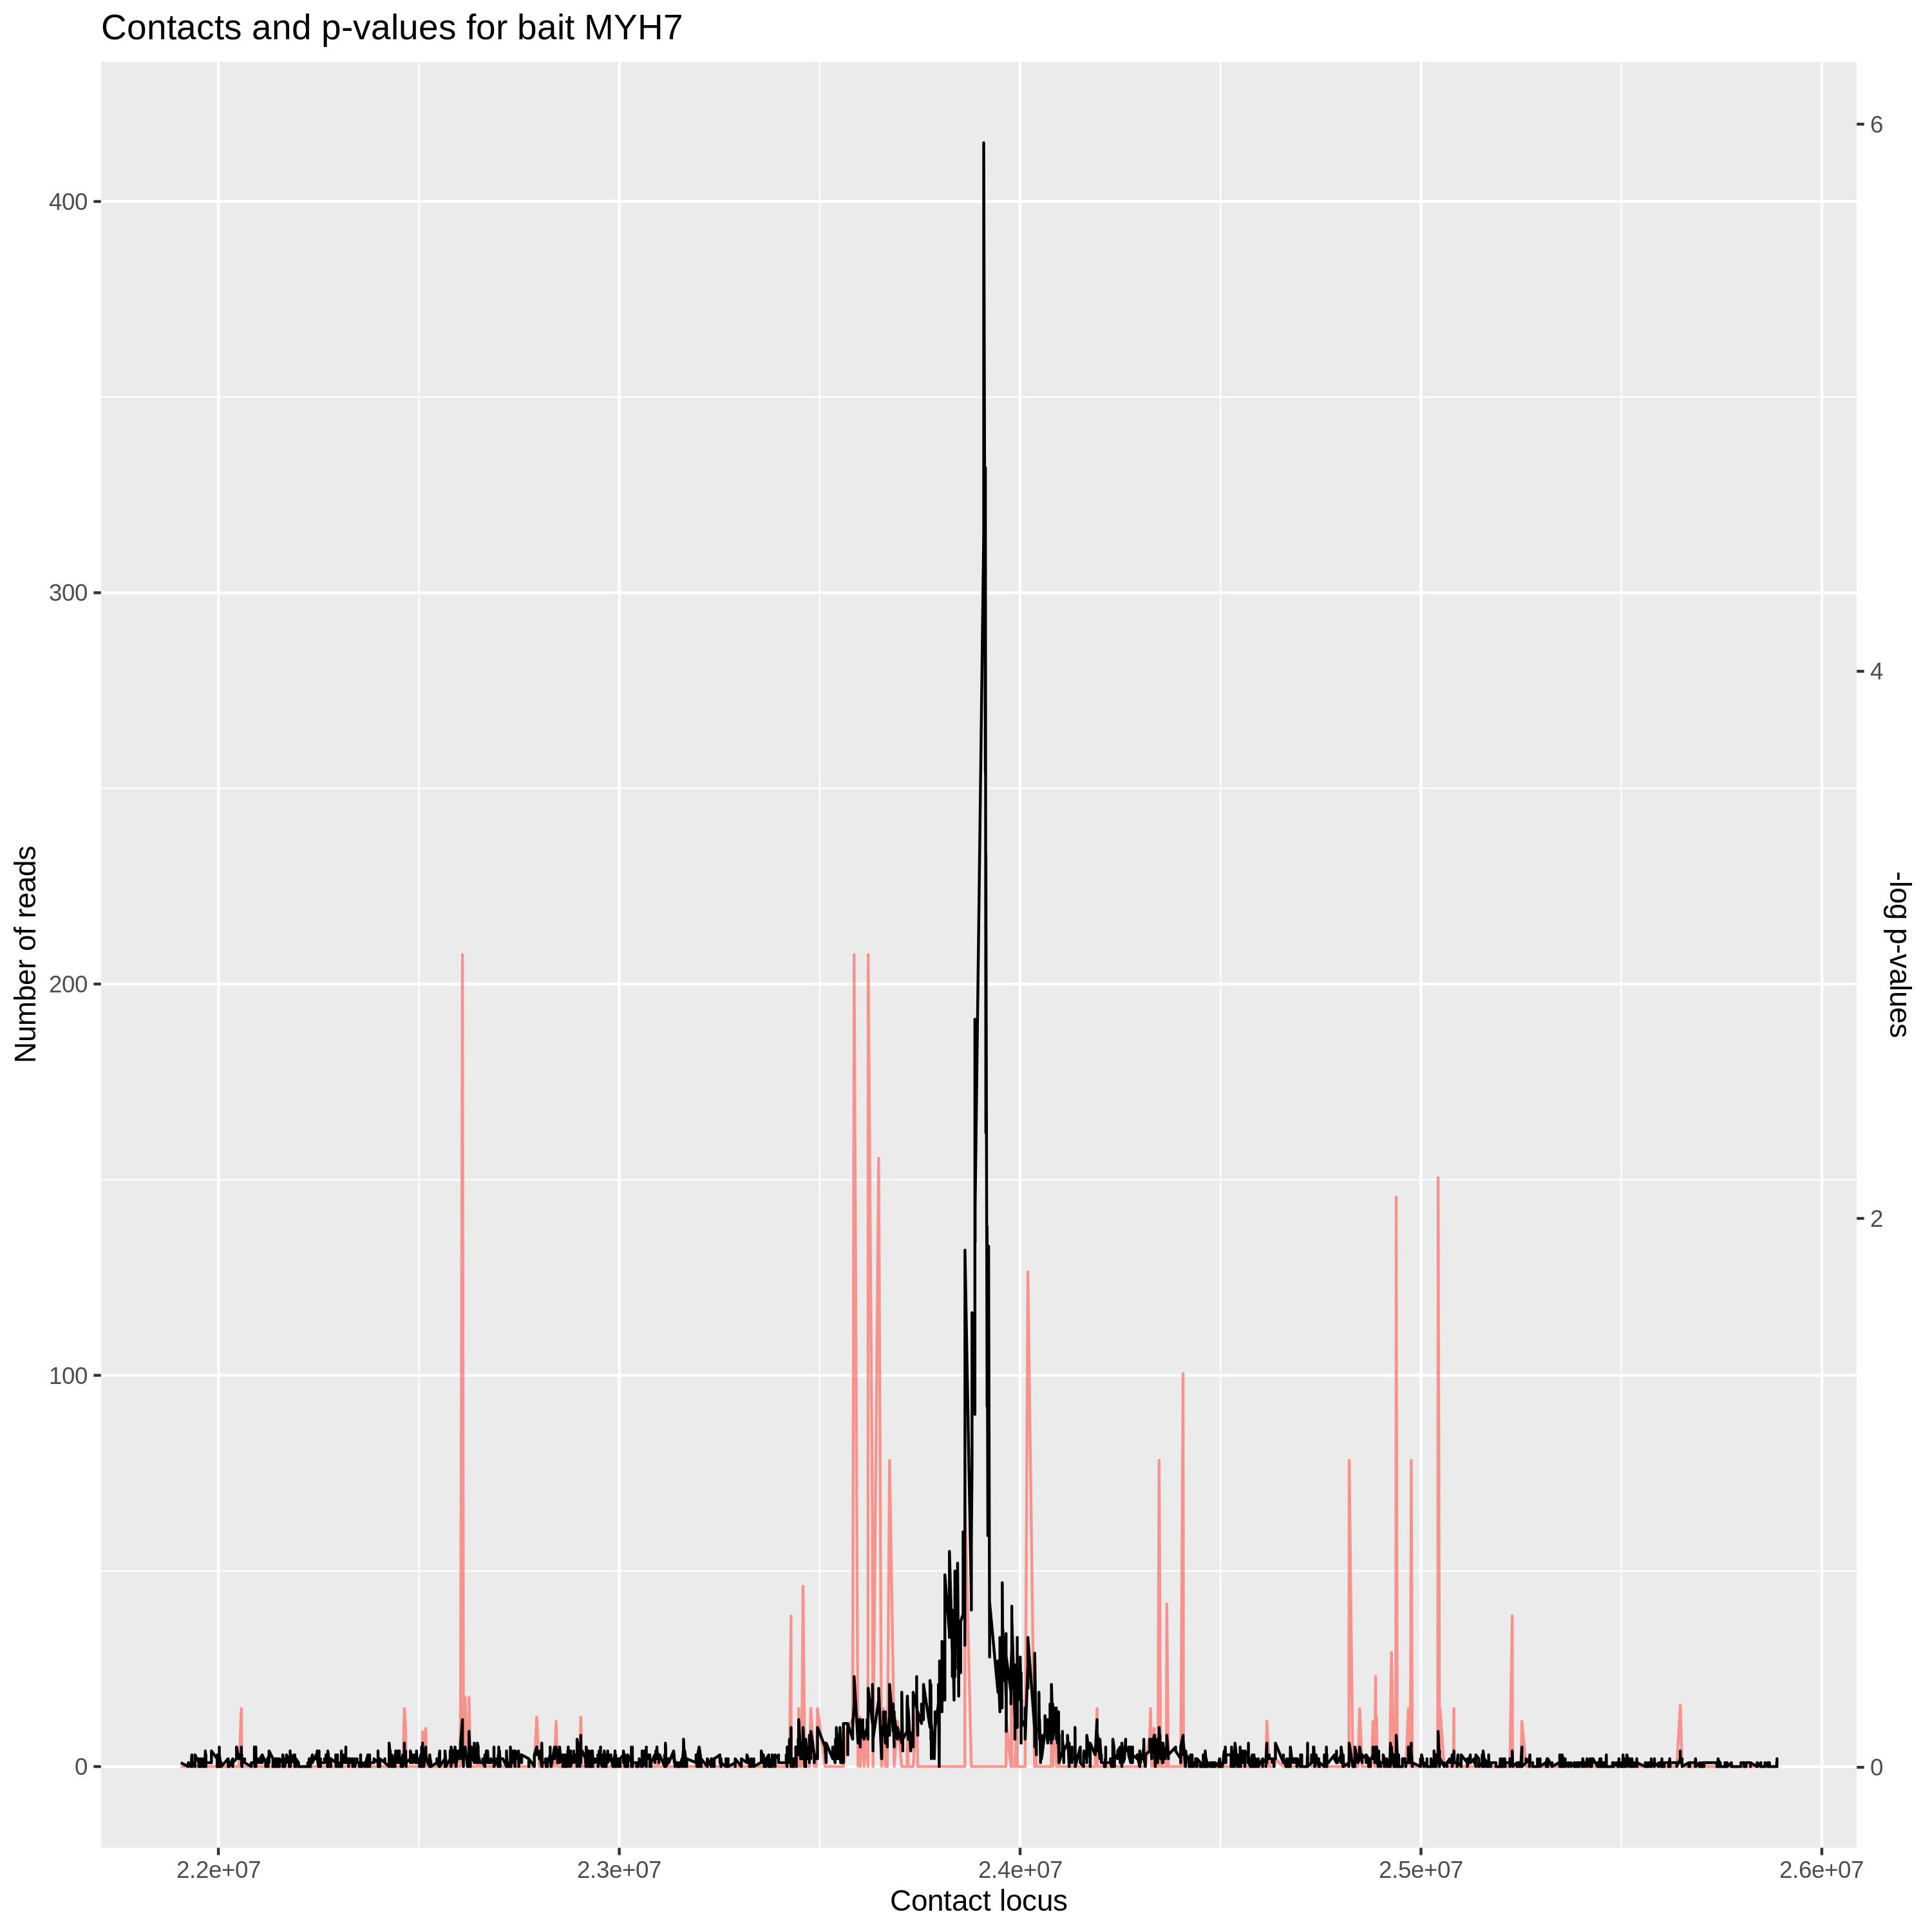 Contacts and p-values for bait MYH7
Number of reads
400
300
200
100
0
6
4
2
0
-log p-values
2.2e+07
2.3e+07
2.4e+07
2.5e+07
2.6e+07
Contact locus